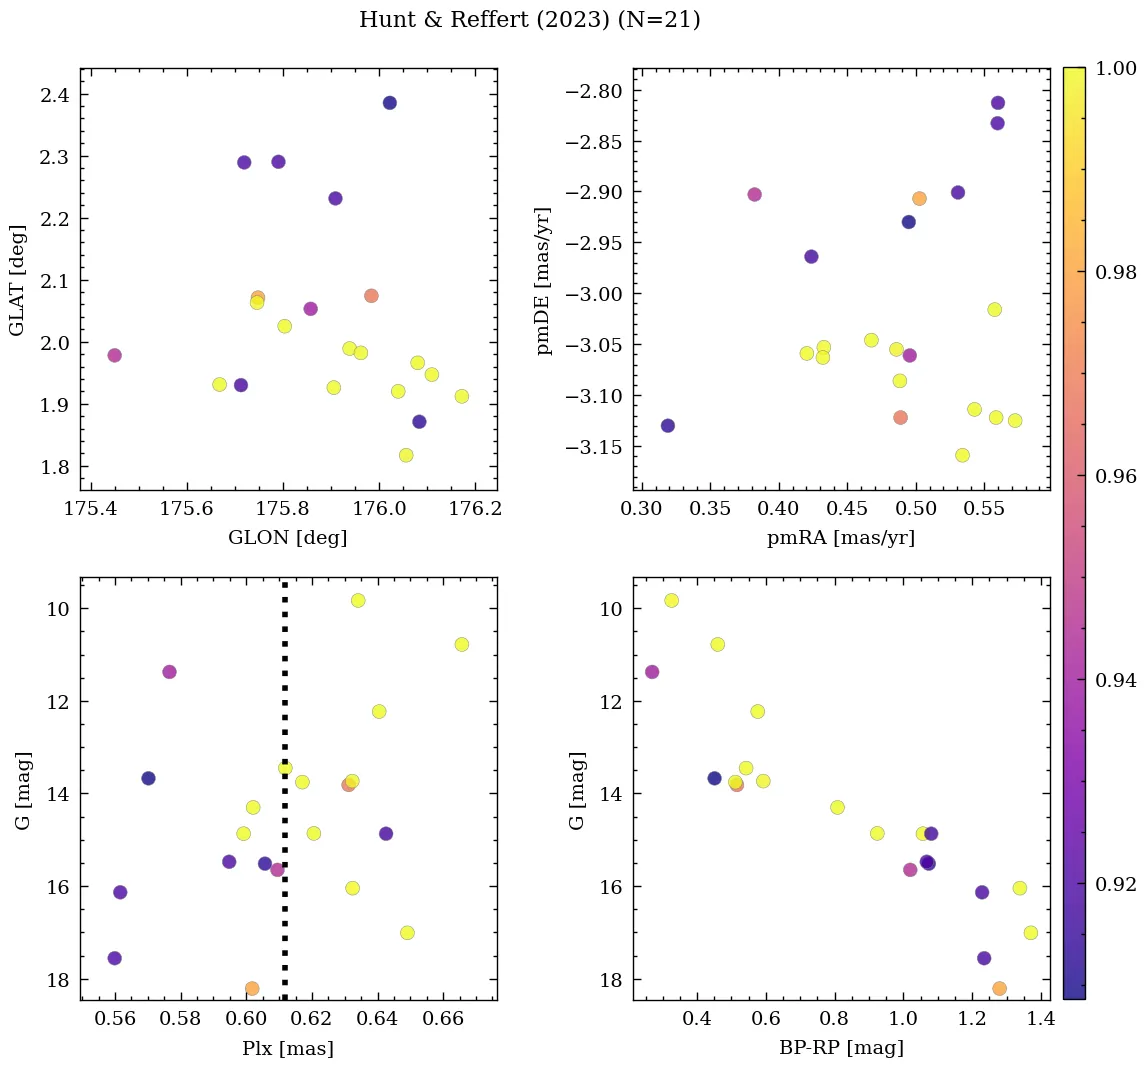 Hunt & Reffert (2023) (N=21)
2.4
2.3
2.2
2.1
2.0
1.9
1.8
GLAT [deg]
175.4 175.6 175.8 176.0 176.2
GLON [deg]
−2.80
−2.85
−2.90
−2.95
−3.00
−3.05
−3.10
−3.15
pmDE [mas/yr]
0.30 0.35 0.40 0.45 0.50 0.55
pmRA [mas/yr]
10
12
14
16
18
G [mag]
0.56 0.58 0.60 0.62 0.64 0.66
Plx [mas]
10
12
14
16
18
G [mag]
0.4 0.6 0.8 1.0 1.2 1.4
BP-RP [mag]
1.00
0.98
0.96
0.94
0.92